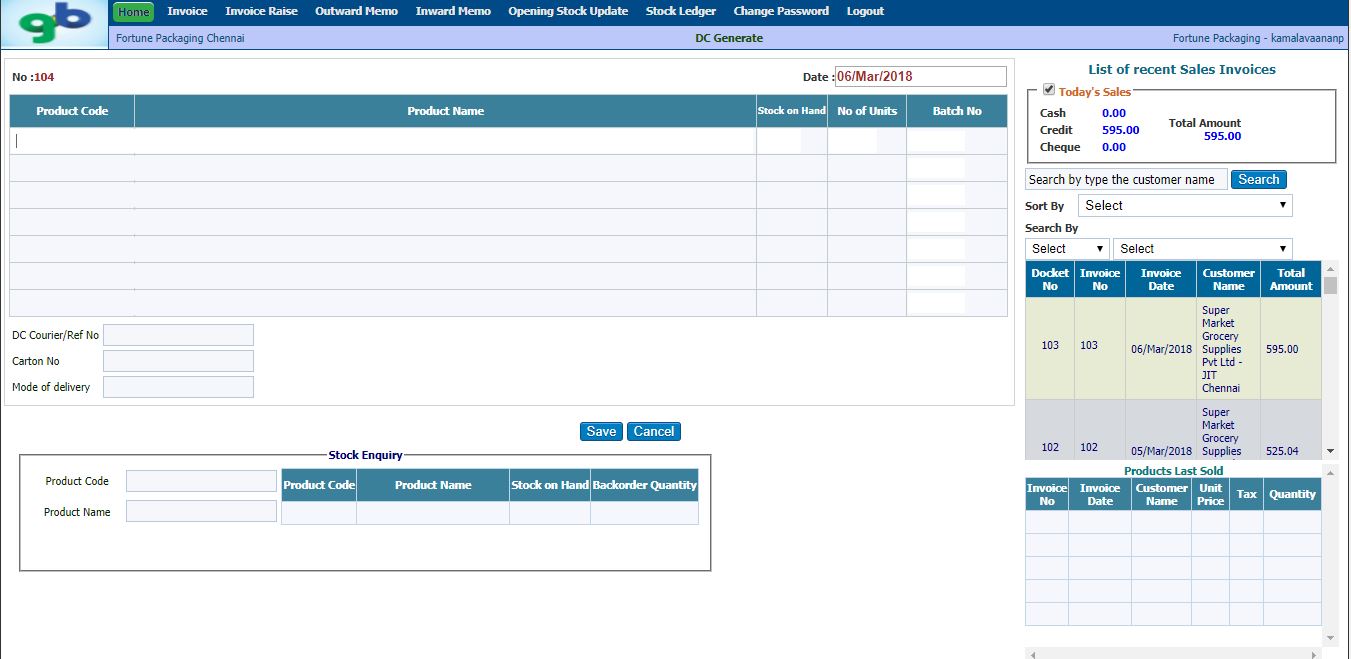 gb
Home Invoice Invoice Raise Outward Memo Inward Memo Opening Stock Update Stock Ledger Change Password Logout
Fortune Packaging Chennai DC Generate Fortune Packaging - kamalavaananp
No :104 Date : 06/Mar/2018
Product Code Product Name Stock on Hand No of Units Batch No
DC Courier/Ref No
Carton No
Mode of delivery
Save Cancel
Stock Enquiry
Product Code
Product Name
Product Code Product Name Stock on Hand Backorder Quantity
List of recent Sales Invoices
Today's Sales
Cash 0.00
Credit 595.00
Cheque 0.00
Total Amount
595.00
Search by type the customer name Search
Sort By Select
Search By
Select Select
Docket No Invoice No Invoice Date Customer Name Total Amount
103 103 06/Mar/2018 Super Market Grocery Supplies Pvt Ltd - JIT Chennai 595.00
102 102 05/Mar/2018 Super Market Grocery Supplies 525.04
Products Last Sold
Invoice No Invoice Date Customer Name Unit Price Tax Quantity